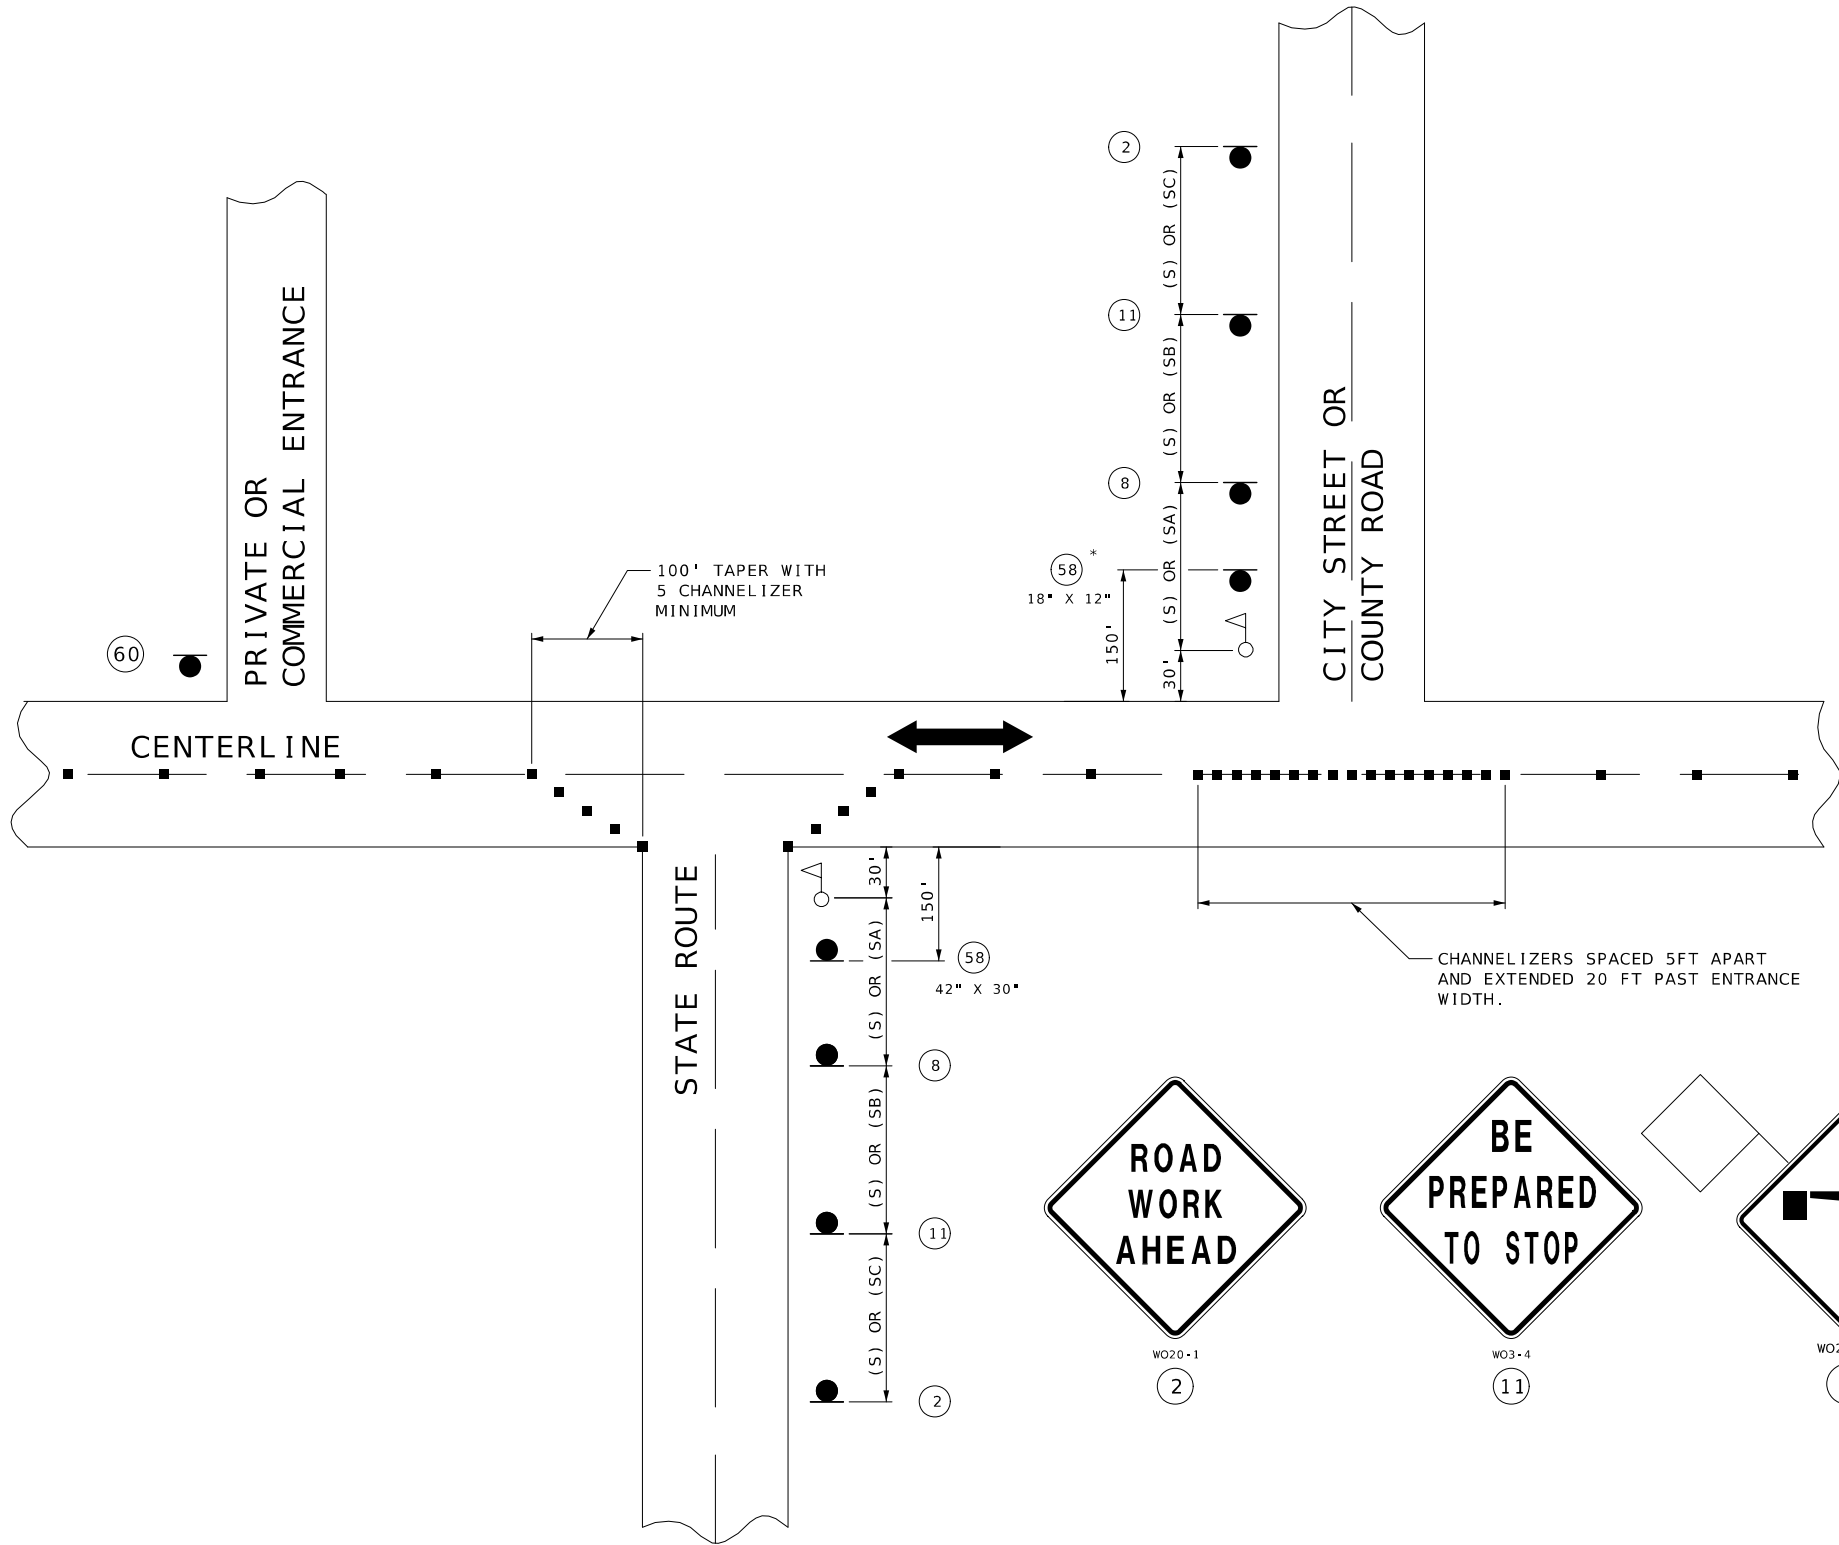 2
(S) OR (SC)
11
(S) OR (SB)
8
(S) OR (SA)
58 *
18" X 12"
150'
30'
CITY STREET OR
COUNTY ROAD
PRIVATE OR
COMMERCIAL ENTRANCE
60
100' TAPER WITH
5 CHANNELIZER
MINIMUM
CENTERLINE
STATE ROUTE
30'
150'
(S) OR (SA)
58
42" X 30"
8
(S) OR (SB)
11
(S) OR (SC)
2
CHANNELIZERS SPACED 5FT APART
AND EXTENDED 20 FT PAST ENTRANCE
WIDTH.
ROAD
WORK
AHEAD
WO20-1
2
BE
PREPARED
TO STOP
WO3-4
11